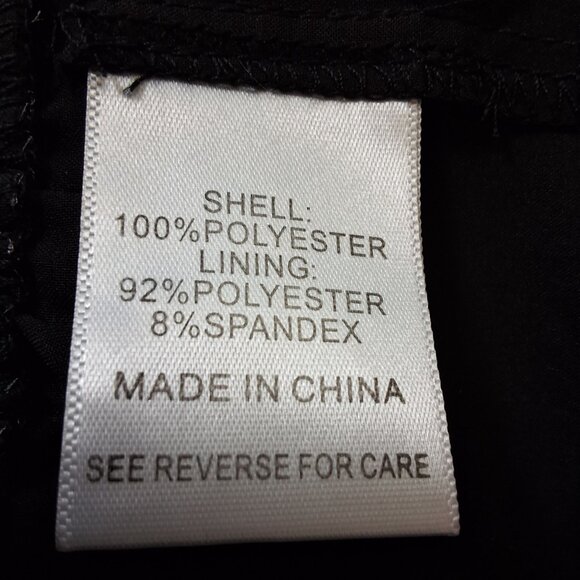 SHELL:
100%POLYESTER
LINING:
92%POLYESTER
8%SPANDEX
MADE IN CHINA
SEE REVERSE FOR CARE